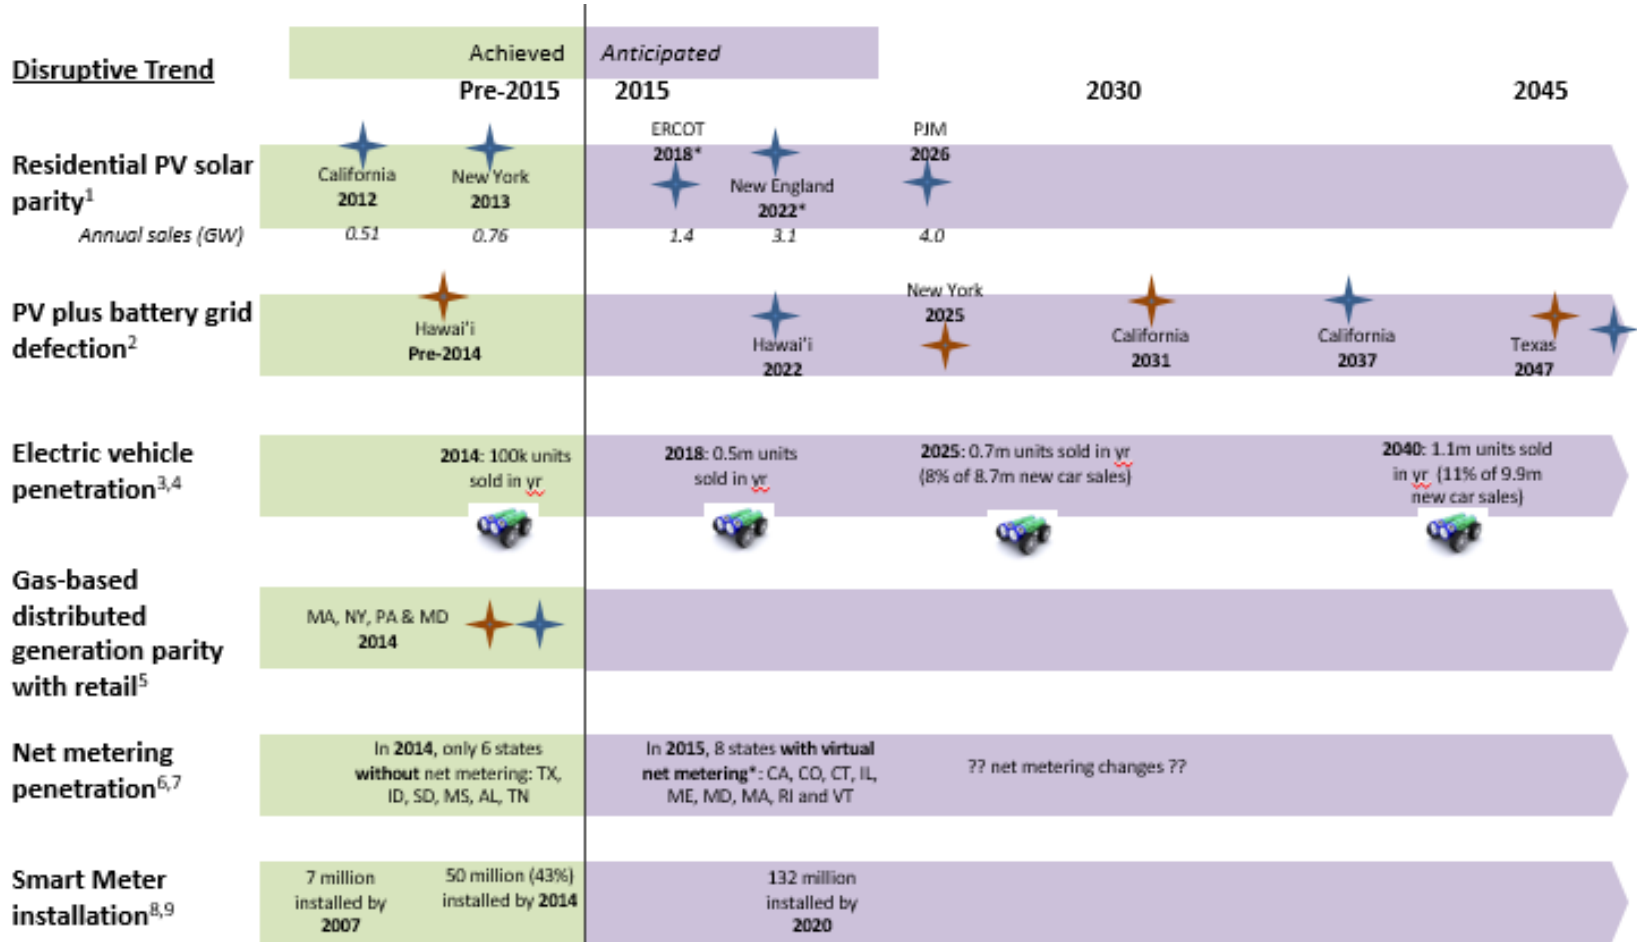 Disruptive Trend
Achieved
Anticipated
Pre-2015
2015
2030
2045
Residential PV solar
parity1
Annual sales (GW)
California
2012
0.51
New York
2013
0.76
ERCOT
2018*
1.4
New England
2022*
3.1
PJM
2026
4.0
PV plus battery grid
defection2
Hawai'i
Pre-2014
Hawai'i
2022
New York
2025
California
2031
California
2037
Texas
2047
Electric vehicle
penetration3,4
2014: 100k units
sold in yr
2018: 0.5m units
sold in yr
2025: 0.7m units sold in yr
(8% of 8.7m new car sales)
2040: 1.1m units sold
in yr (11% of 9.9m
new car sales)
Gas-based
distributed
generation parity
with retail5
MA, NY, PA & MD
2014
Net metering
penetration6,7
In 2014, only 6 states
without net metering: TX,
ID, SD, MS, AL, TN
In 2015, 8 states with virtual
net metering*: CA, CO, CT, IL,
ME, MD, MA, RI and VT
?? net metering changes ??
Smart Meter
installation8,9
7 million
installed by
2007
50 million (43%)
installed by 2014
132 million
installed by
2020